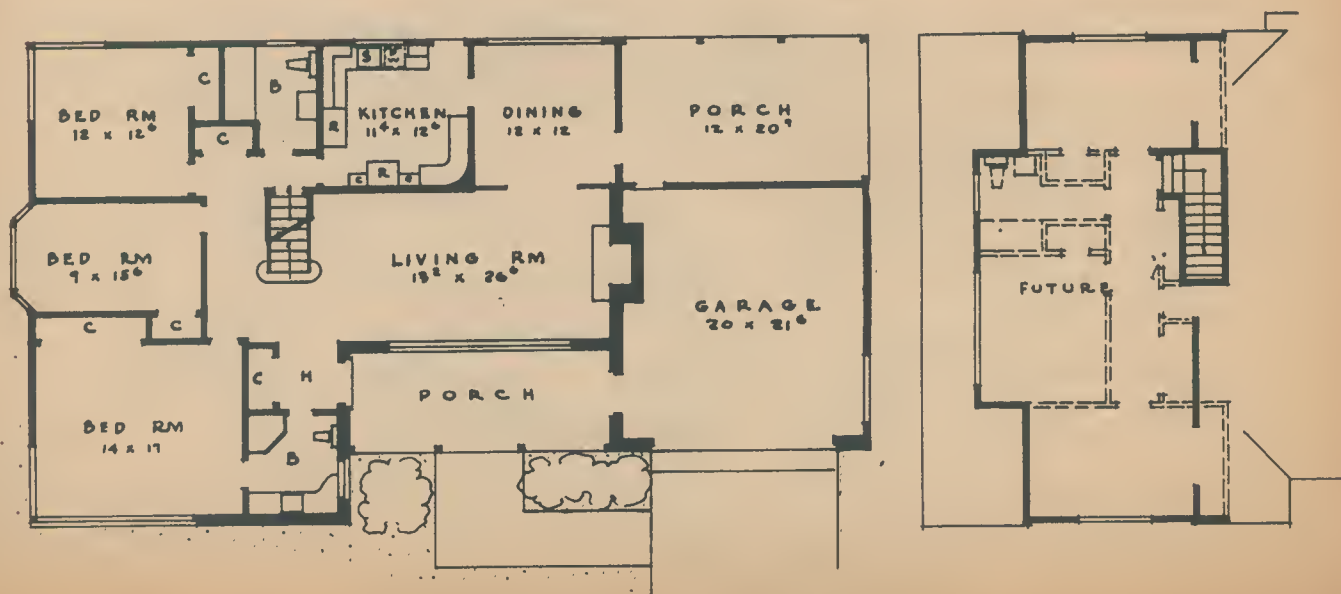 BED RM
12 x 12⁶
C
C
B
S
D
W
R
KITCHEN
11⁴ x 12⁶
C
R
C
DINING
12 x 12
PORCH
12 x 20⁹
BED RM
9 x 15⁶
C
C
LIVING RM
13² x 26⁶
GARAGE
20 x 21⁶
BED RM
14 x 17
C
H
B
PORCH
FUTURE